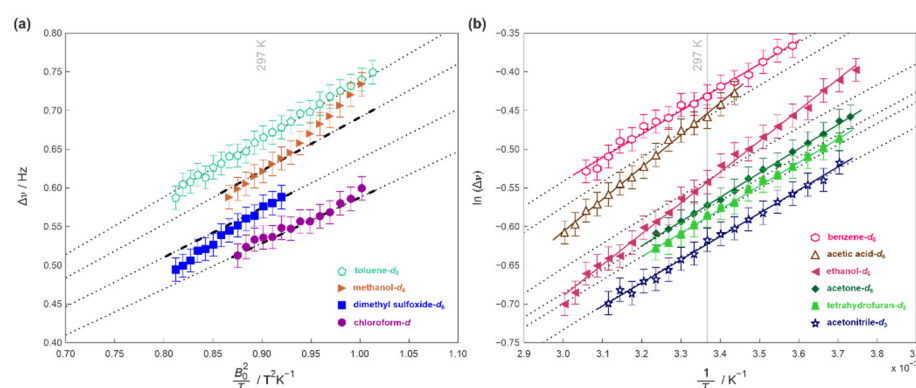 (a)
0.80
0.75
0.70
0.65
0.60
0.55
0.50
0.45
0.40
Δν / Hz
297 K
toluene-d8
methanol-d4
dimethyl sulfoxide-d6
chloroform-d
0.70 0.75 0.80 0.85 0.90 0.95 1.00 1.05 1.10
B0^2/T / T²K⁻¹
(b)
−0.35
−0.40
−0.45
−0.50
−0.55
−0.60
−0.65
−0.70
−0.75
ln (Δν)
297 K
benzene-d6
acetic acid-d4
ethanol-d6
acetone-d6
tetrahydrofuran-d8
acetonitrile-d3
2.9 3.0 3.1 3.2 3.3 3.4 3.5 3.6 3.7 3.8
1/T / K⁻¹